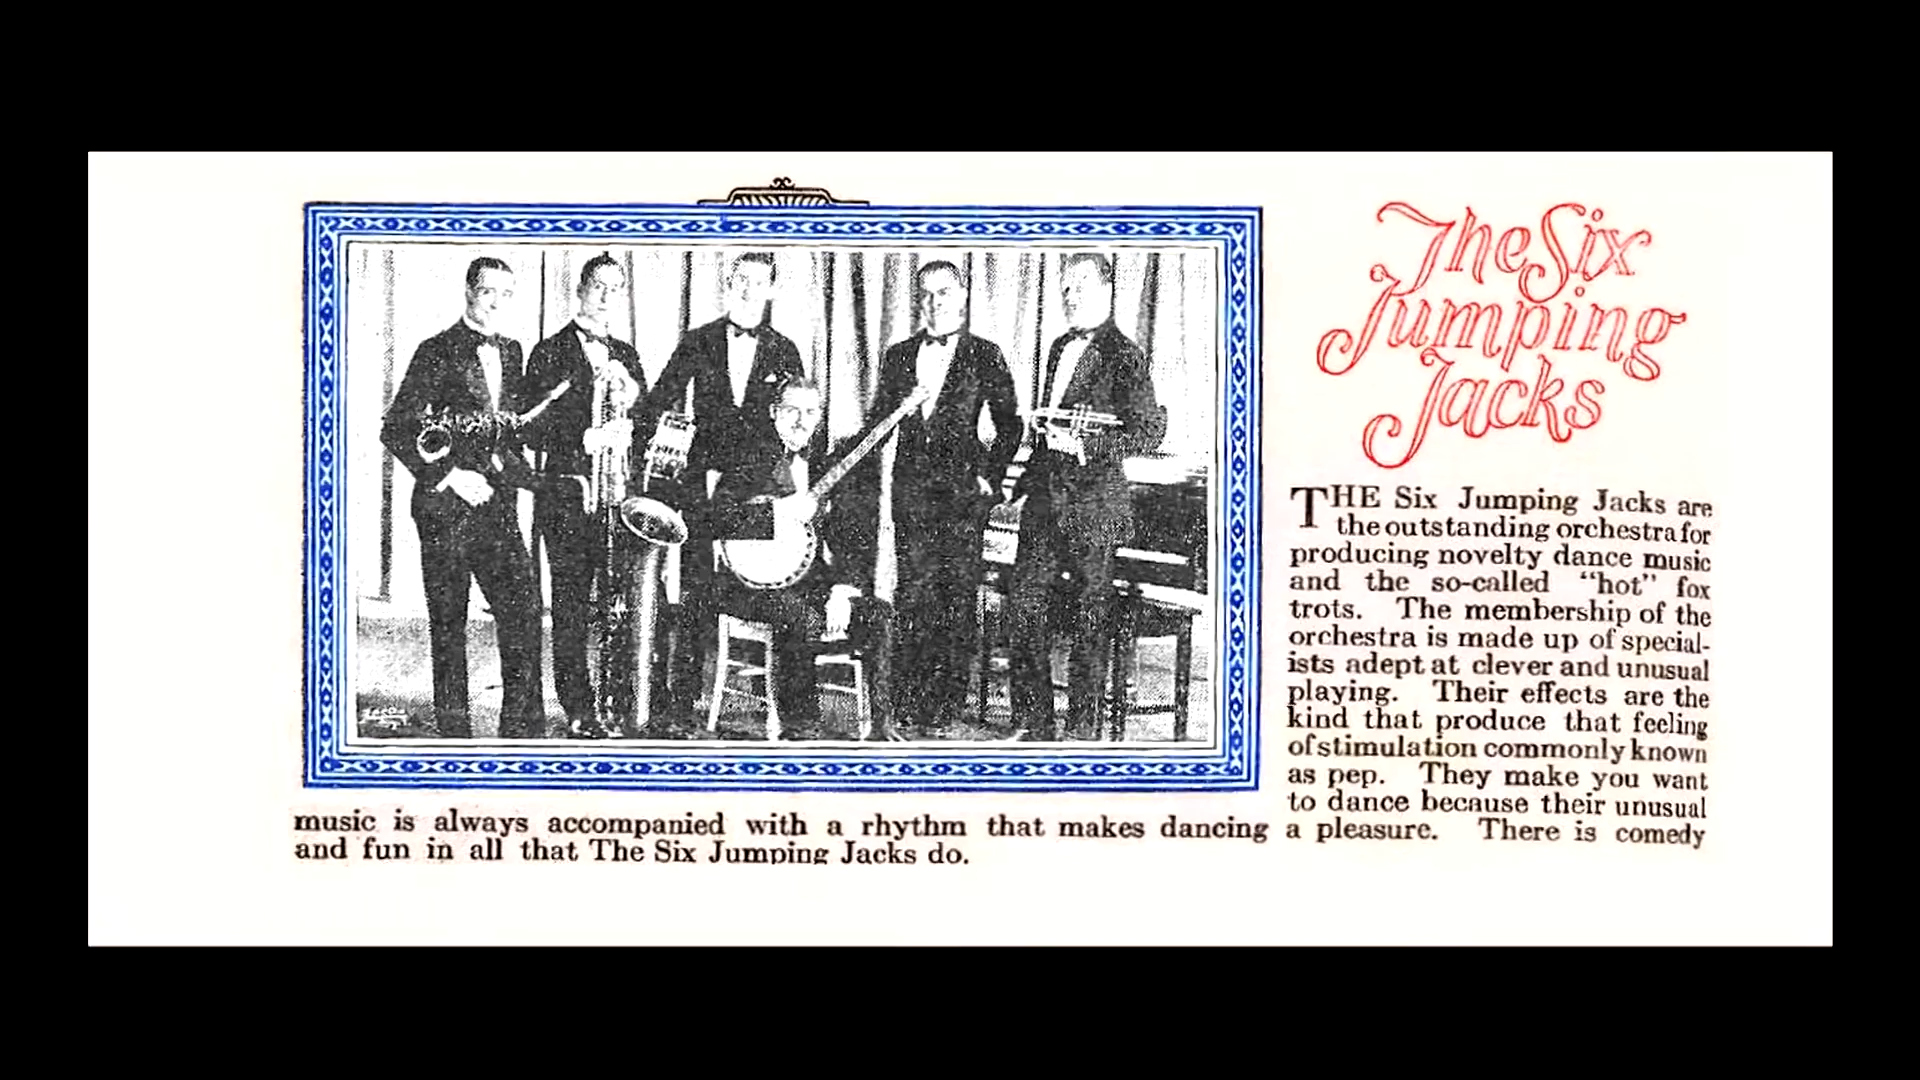 The Six
Jumping
Jacks
THE Six Jumping Jacks are
the outstanding orchestra for
producing novelty dance music
and the so-called "hot" fox
trots. The membership of the
orchestra is made up of special-
ists adept at clever and unusual
playing. Their effects are the
kind that produce that feeling
of stimulation commonly known
as pep. They make you want
to dance because their unusual
music is always accompanied with a rhythm that makes dancing a pleasure. There is comedy
and fun in all that The Six Jumping Jacks do.